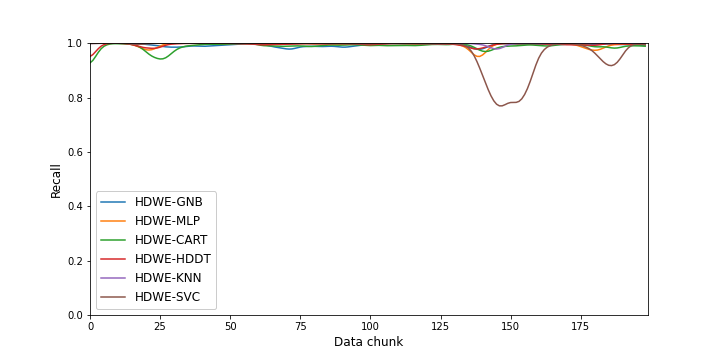 1.0
0.8
0.6
0.4
0.2
0.0
Recall
HDWE-GNB
HDWE-MLP
HDWE-CART
HDWE-HDDT
HDWE-KNN
HDWE-SVC
0 25 50 75 100 125 150 175
Data chunk